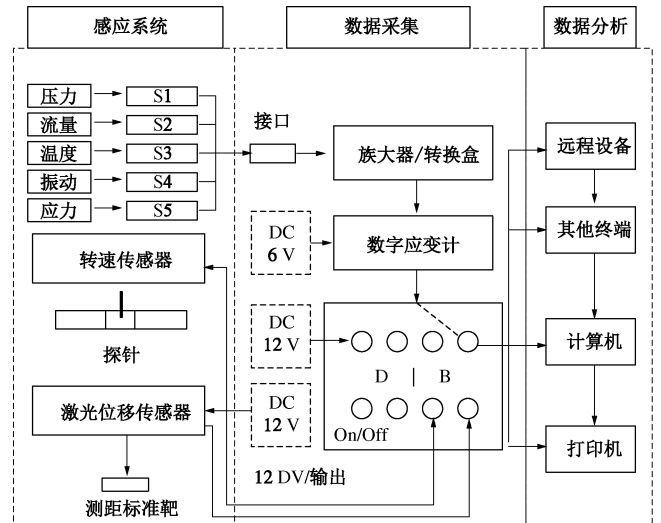 感应系统
数据采集
数据分析
压力
S1
流量
S2
温度
S3
振动
S4
应力
S5
接口
族大器/转换盒
远程设备
DC
6 V
数字应变计
其他终端
转速传感器
探针
DC
12 V
D | B
On/Off
计算机
激光位移传感器
DC
12 V
打印机
12 DV/输出
测距标准靶